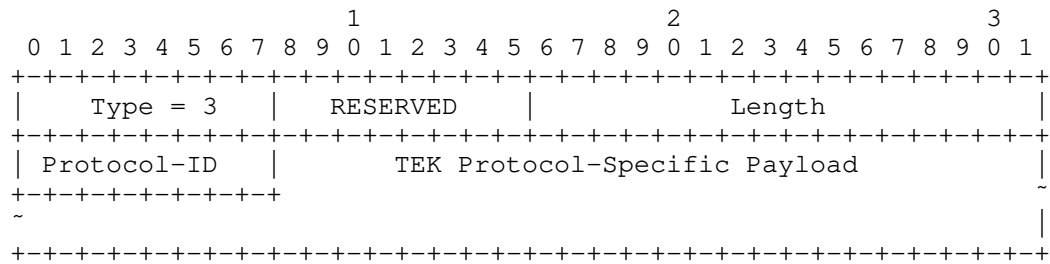 1                   2                   3
 0 1 2 3 4 5 6 7 8 9 0 1 2 3 4 5 6 7 8 9 0 1 2 3 4 5 6 7 8 9 0 1
+-+-+-+-+-+-+-+-+-+-+-+-+-+-+-+-+-+-+-+-+-+-+-+-+-+-+-+-+-+-+-+-+
|    Type = 3   |   RESERVED    |            Length             |
+-+-+-+-+-+-+-+-+-+-+-+-+-+-+-+-+-+-+-+-+-+-+-+-+-+-+-+-+-+-+-+-+
| Protocol-ID   |       TEK Protocol-Specific Payload           |
+-+-+-+-+-+-+-+-+                                               ~
~                                                               |
+-+-+-+-+-+-+-+-+-+-+-+-+-+-+-+-+-+-+-+-+-+-+-+-+-+-+-+-+-+-+-+-+